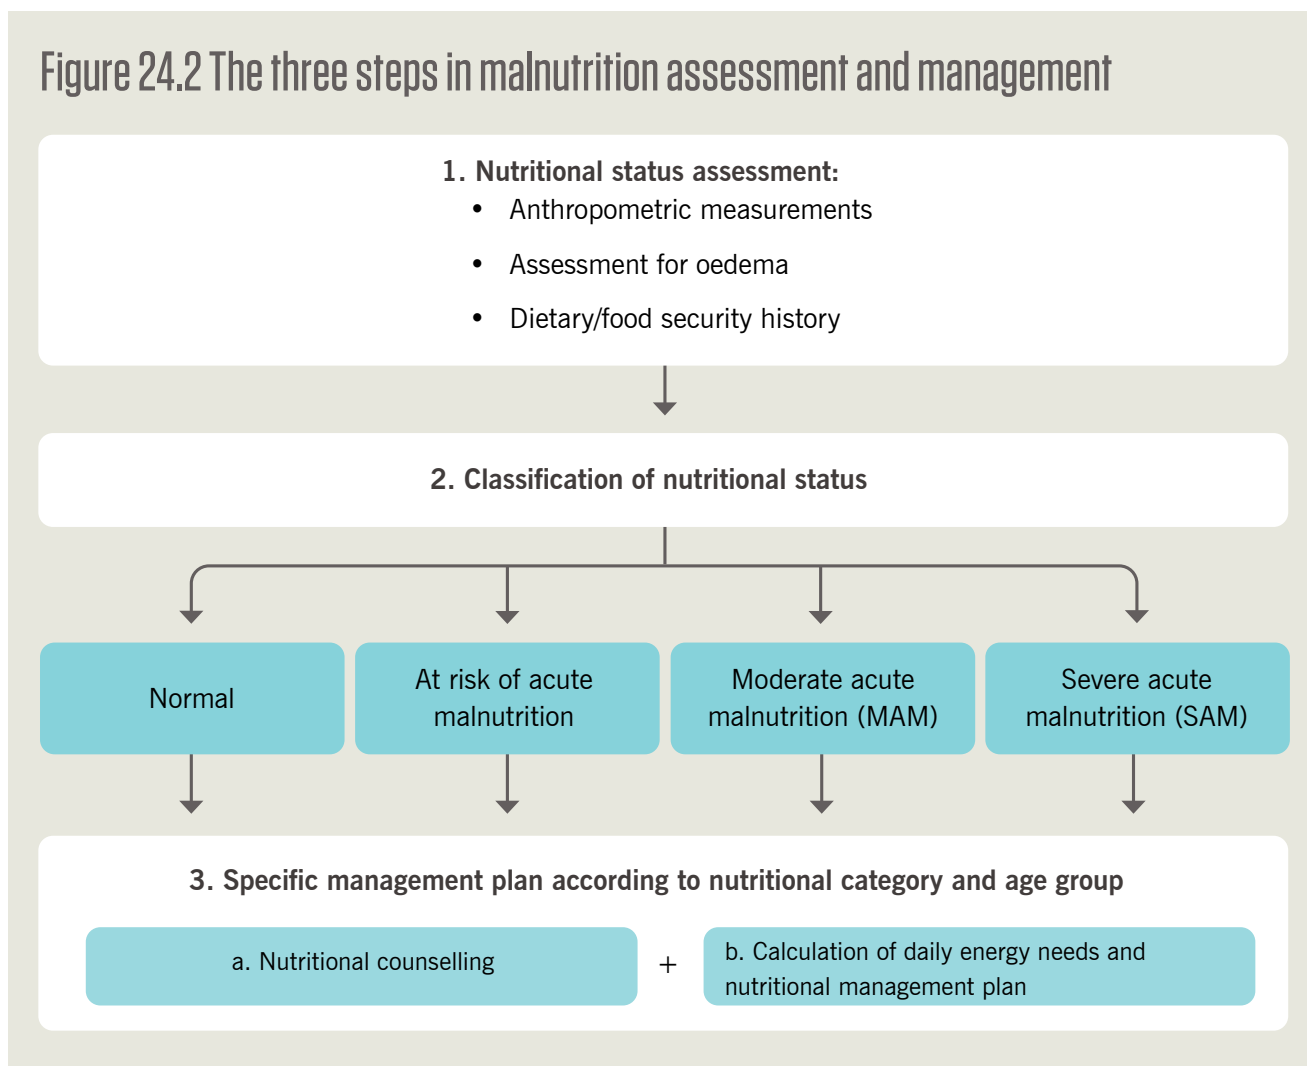 Figure 24.2 The three steps in malnutrition assessment and management
1. Nutritional status assessment:
• Anthropometric measurements
• Assessment for oedema
• Dietary/food security history
2. Classification of nutritional status
Normal
At risk of acute
malnutrition
Moderate acute
malnutrition (MAM)
Severe acute
malnutrition (SAM)
3. Specific management plan according to nutritional category and age group
a. Nutritional counselling
+
b. Calculation of daily energy needs and
nutritional management plan